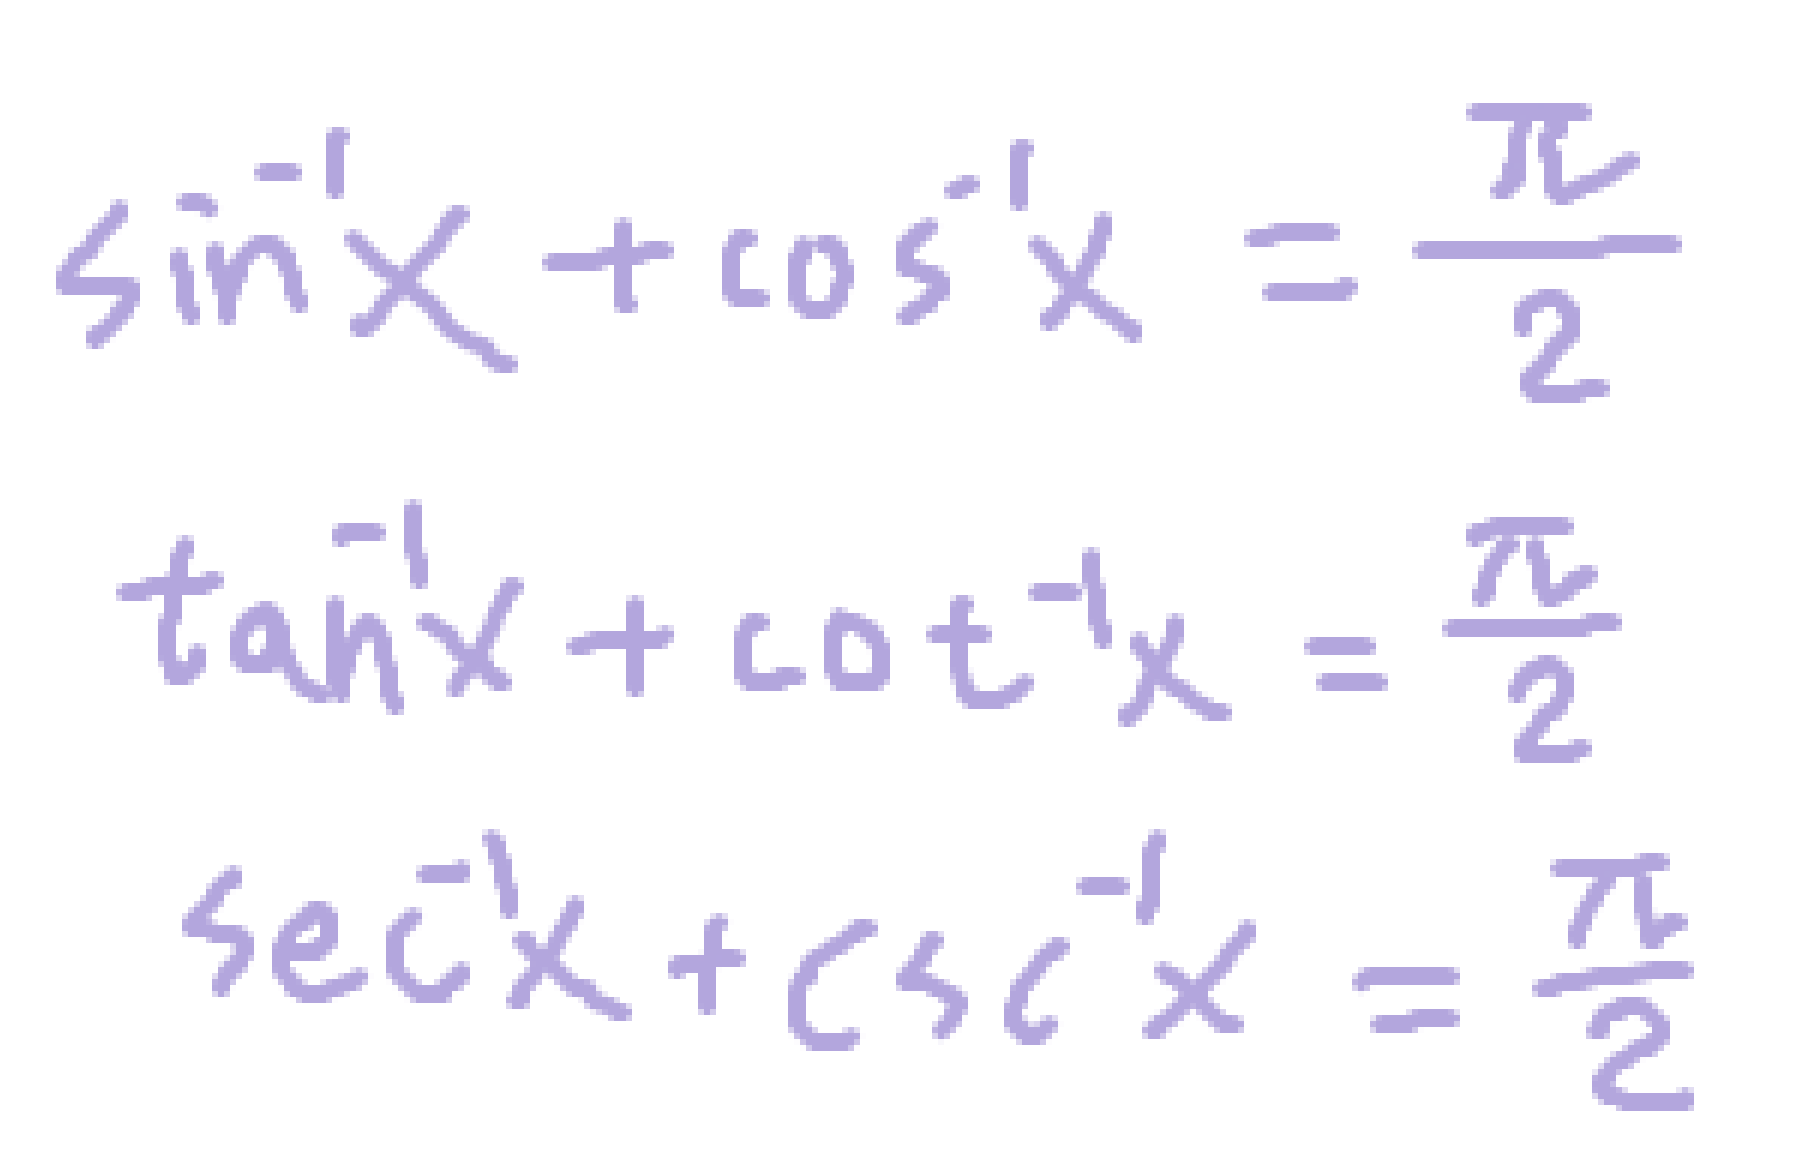 sin⁻¹x + cos⁻¹x = π/2
tan⁻¹x + cot⁻¹x = π/2
sec⁻¹x + csc⁻¹x = π/2